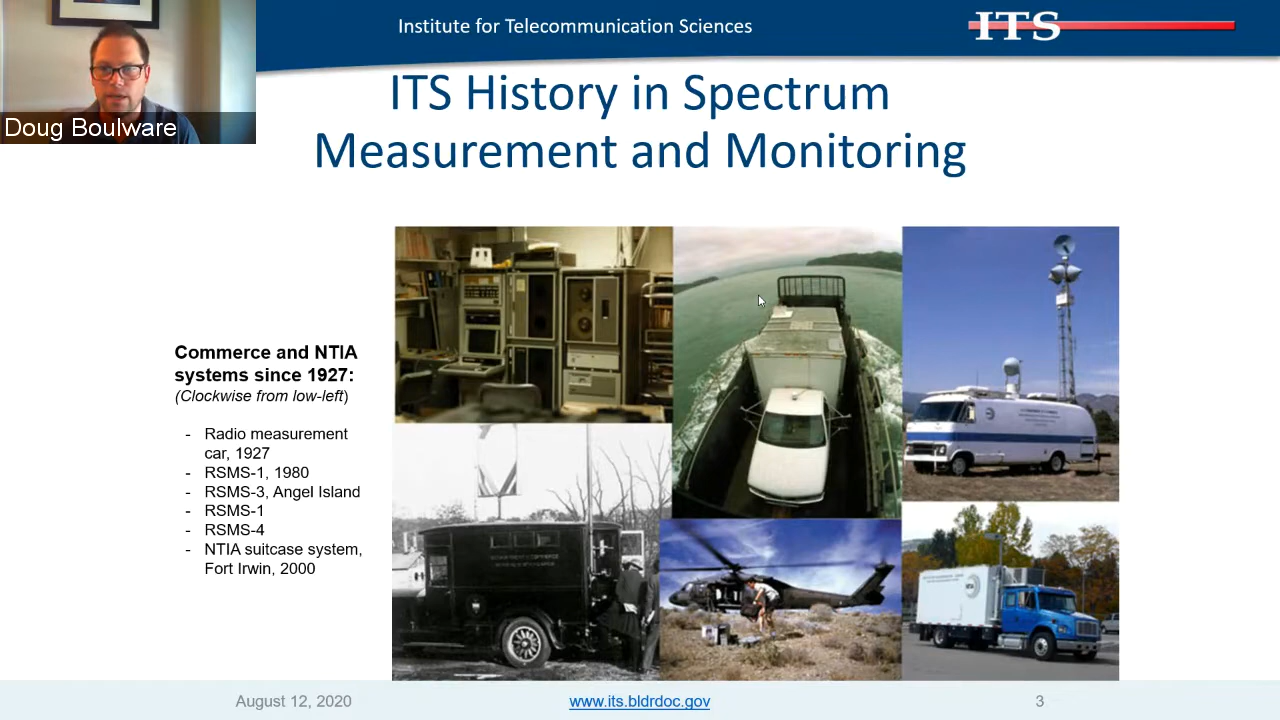 Institute for Telecommunication Sciences
ITS
Doug Boulware
ITS History in Spectrum
Measurement and Monitoring
Commerce and NTIA
systems since 1927:
(Clockwise from low-left)
- Radio measurement
car, 1927
- RSMS-1, 1980
- RSMS-3, Angel Island
- RSMS-1
- RSMS-4
- NTIA suitcase system,
Fort Irwin, 2000
NTIA
August 12, 2020
www.its.bldrdoc.gov
3